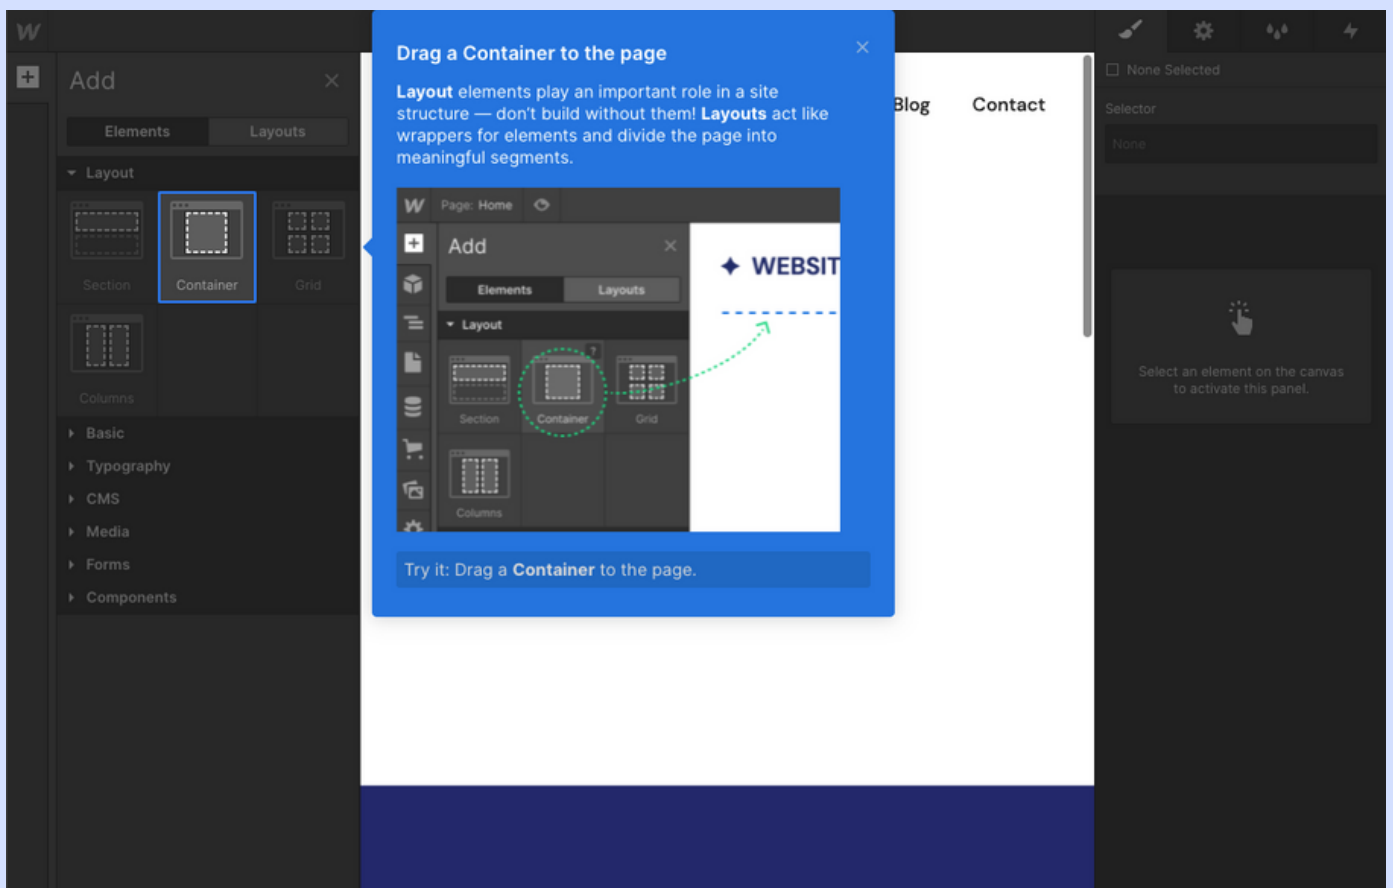 W
Add
Elements
Layouts
Layout
Section
Container
Grid
Columns
Basic
Typography
CMS
Media
Forms
Components
Drag a Container to the page
Layout elements play an important role in a site
structure — don't build without them! Layouts act like
wrappers for elements and divide the page into
meaningful segments.
W Page: Home
Add
Elements
Layouts
Layout
?
Section
Container
Grid
Columns
WEBSIT
Try it: Drag a Container to the page.
Blog
Contact
None Selected
Selector
None
Select an element on the canvas
to activate this panel.